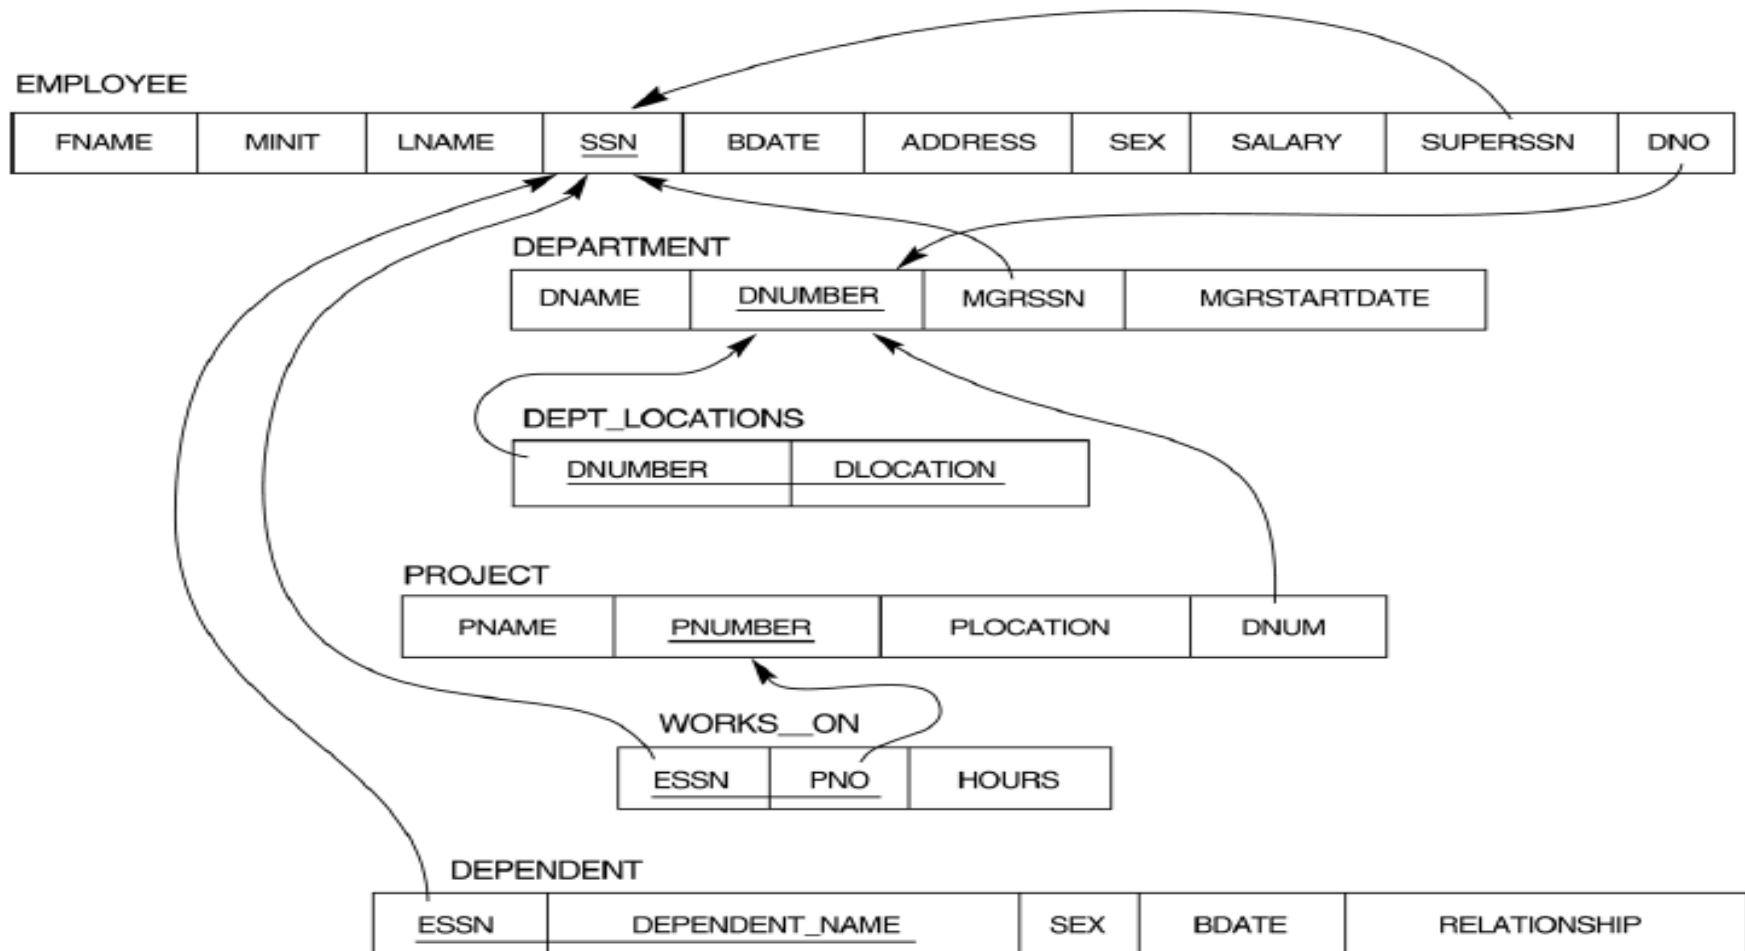 EMPLOYEE
FNAME MINIT LNAME SSN BDATE ADDRESS SEX SALARY SUPERSSN DNO
DEPARTMENT
DNAME DNUMBER MGRSSN MGRSTARTDATE
DEPT_LOCATIONS
DNUMBER DLOCATION
PROJECT
PNAME PNUMBER PLOCATION DNUM
WORKS__ON
ESSN PNO HOURS
DEPENDENT
ESSN DEPENDENT_NAME SEX BDATE RELATIONSHIP